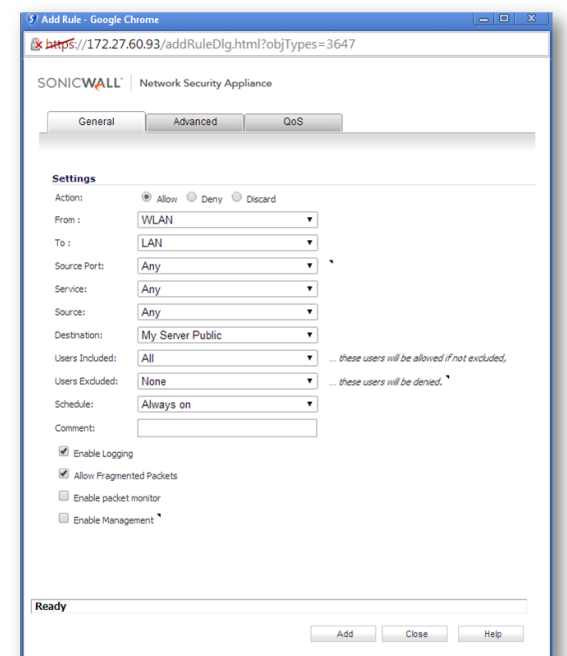 Add Rule - Google Chrome
https://172.27.60.93/addRuleDlg.html?objTypes=3647
SONICWALL Network Security Appliance
General Advanced QoS
Settings
Action: Allow Deny Discard
From : WLAN
To : LAN
Source Port: Any
Service: Any
Source: Any
Destination: My Server Public
Users Included: All ... these users will be allowed if not excluded,
Users Excluded: None ... these users will be denied.
Schedule: Always on
Comment:
Enable Logging
Allow Fragmented Packets
Enable packet monitor
Enable Management
Ready
Add Close Help